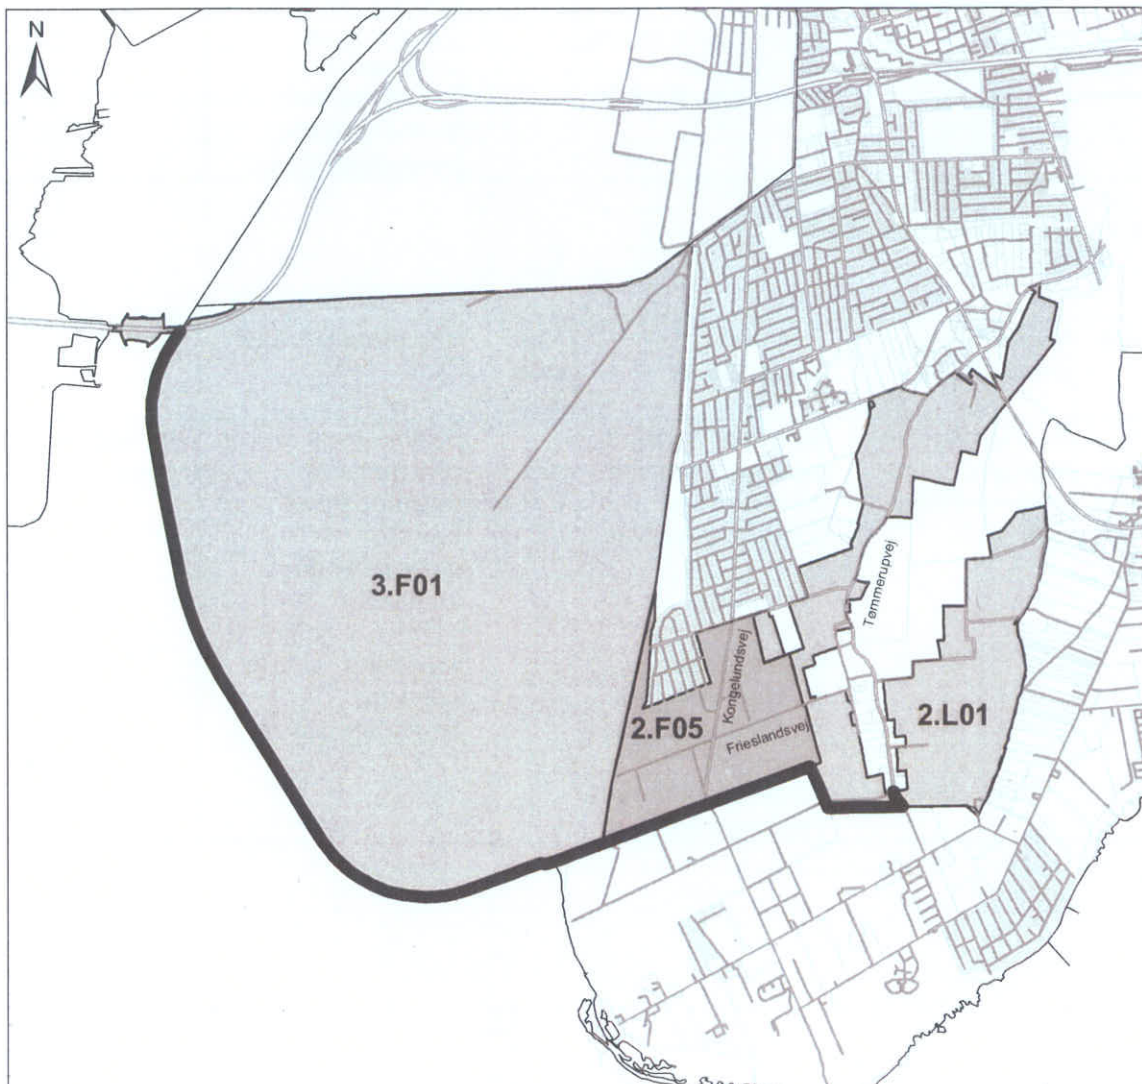 N
3.F01
Tømmerupvej
Kongelundsvej
2.F05
Frieslandsvej
2.L01